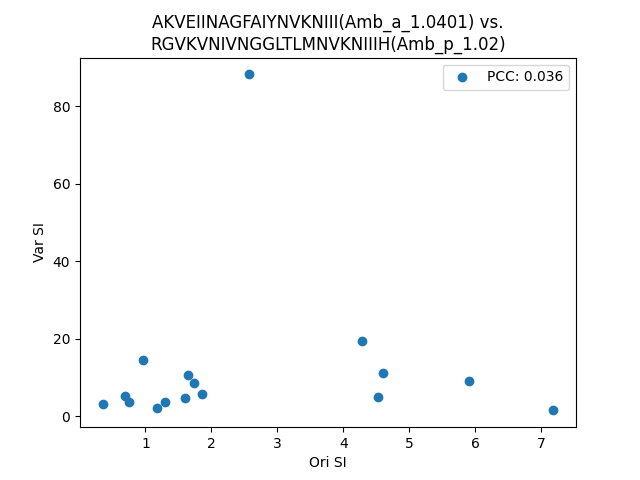 AKVEIINAGFAIYNVKNIII(Amb_a_1.0401) vs.
RGVKVNIVNGGLTLMNVKNIIIH(Amb_p_1.02)
PCC: 0.036
80
60
40
20
0
Var SI
1 2 3 4 5 6 7
Ori SI